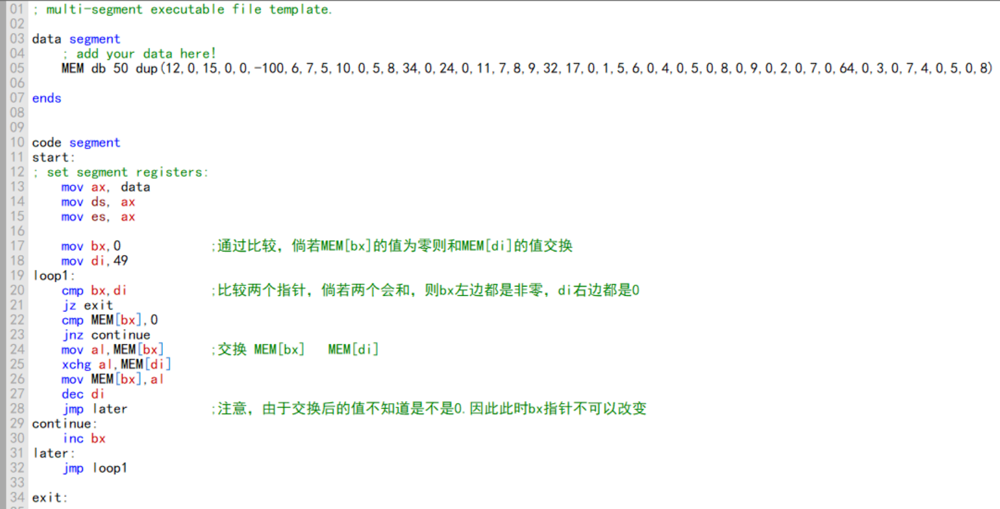 01 ; multi-segment executable file template.
02
03 data segment
04     ; add your data here!
05     MEM db 50 dup(12,0,15,0,0,-100,6,7,5,10,0,5,8,34,0,24,0,11,7,8,9,32,17,0,1,5,6,0,4,0,5,0,8,0,9,0,2,0,7,0,64,0,3,0,7,4,0,5,0,8)
06
07 ends
08
09
10 code segment
11 start:
12 ; set segment registers:
13     mov ax, data
14     mov ds, ax
15     mov es, ax
16
17     mov bx,0            ;通过比较，倘若MEM[bx]的值为零则和MEM[di]的值交换
18     mov di,49
19 loop1:
20     cmp bx,di           ;比较两个指针，倘若两个会和，则bx左边都是非零，di右边都是0
21     jz exit
22     cmp MEM[bx],0
23     jnz continue
24     mov al,MEM[bx]      ;交换 MEM[bx]   MEM[di]
25     xchg al,MEM[di]
26     mov MEM[bx],al
27     dec di
28     jmp later           ;注意，由于交换后的值不知道是不是0.因此此时bx指针不可以改变
29 continue:
30     inc bx
31 later:
32     jmp loop1
33
34 exit: